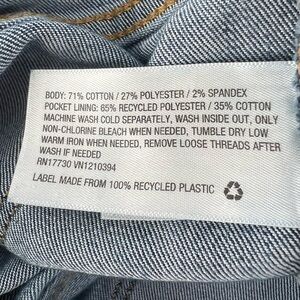 BODY: 71% COTTON / 27% POLYESTER / 2% SPANDEX
POCKET LINING: 65% RECYCLED POLYESTER / 35% COTTON
MACHINE WASH COLD SEPARATELY, WASH INSIDE OUT, ONLY
NON-CHLORINE BLEACH WHEN NEEDED, TUMBLE DRY LOW
WARM IRON WHEN NEEDED, REMOVE LOOSE THREADS AFTER
WASH IF NEEDED
RN17730 VN1210394
LABEL MADE FROM 100% RECYCLED PLASTIC